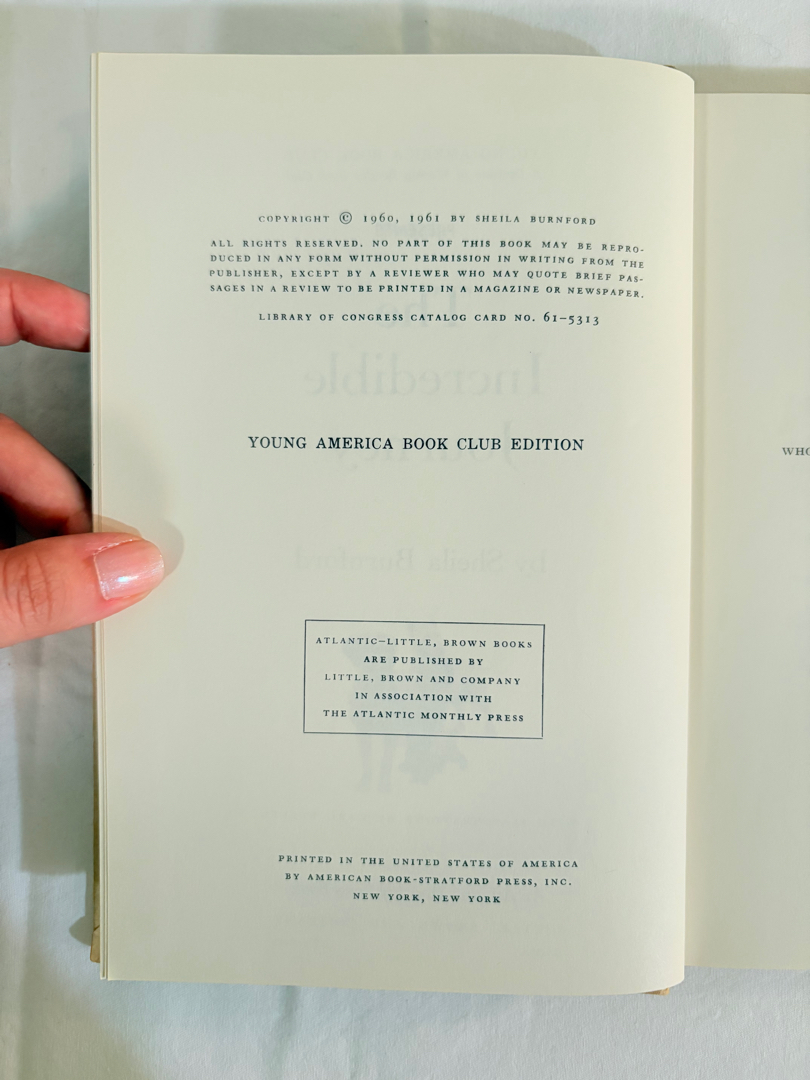 COPYRIGHT © 1960, 1961 BY SHEILA BURNFORD
ALL RIGHTS RESERVED. NO PART OF THIS BOOK MAY BE REPRO-
DUCED IN ANY FORM WITHOUT PERMISSION IN WRITING FROM THE
PUBLISHER, EXCEPT BY A REVIEWER WHO MAY QUOTE BRIEF PAS-
SAGES IN A REVIEW TO BE PRINTED IN A MAGAZINE OR NEWSPAPER.
LIBRARY OF CONGRESS CATALOG CARD NO. 61–5313
The
Incredible
YOUNG AMERICA BOOK CLUB EDITION
by Sheila Burnford
ATLANTIC–LITTLE, BROWN BOOKS
ARE PUBLISHED BY
LITTLE, BROWN AND COMPANY
IN ASSOCIATION WITH
THE ATLANTIC MONTHLY PRESS
PRINTED IN THE UNITED STATES OF AMERICA
BY AMERICAN BOOK-STRATFORD PRESS, INC.
NEW YORK, NEW YORK
WHO